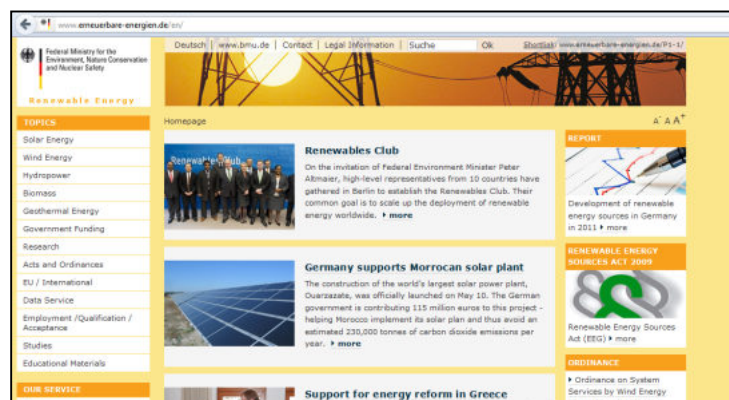 www.erneuerbare-energien.de/en/
Federal Ministry for the
Environment, Nature Conservation
and Nuclear Safety
Renewable Energy
Deutsch | www.bmu.de | Contact | Legal Information | Suche Ok Shortlink: www.erneuerbare-energien.de/P1-1/
Homepage
A- A A+
TOPICS
Solar Energy
Wind Energy
Hydropower
Biomass
Geothermal Energy
Government Funding
Research
Acts and Ordinances
EU / International
Data Service
Employment /Qualification /
Acceptance
Studies
Educational Materials
OUR SERVICE
Renewables Club
Renewables Club
On the invitation of Federal Environment Minister Peter
Altmaier, high-level representatives from 10 countries have
gathered in Berlin to establish the Renewables Club. Their
common goal is to scale up the deployment of renewable
energy worldwide. more
Germany supports Morrocan solar plant
The construction of the world's largest solar power plant,
Ouarzazate, was officially launched on May 10. The German
government is contributing 115 million euros to this project -
helping Morocco implement its solar plan and thus avoid an
estimated 230,000 tonnes of carbon dioxide emissions per
year. more
Support for energy reform in Greece
REPORT
Development of renewable
energy sources in Germany
in 2011 more
RENEWABLE ENERGY
SOURCES ACT 2009
Renewable Energy Sources
Act (EEG) more
ORDINANCE
Ordinance on System
Services by Wind Energy